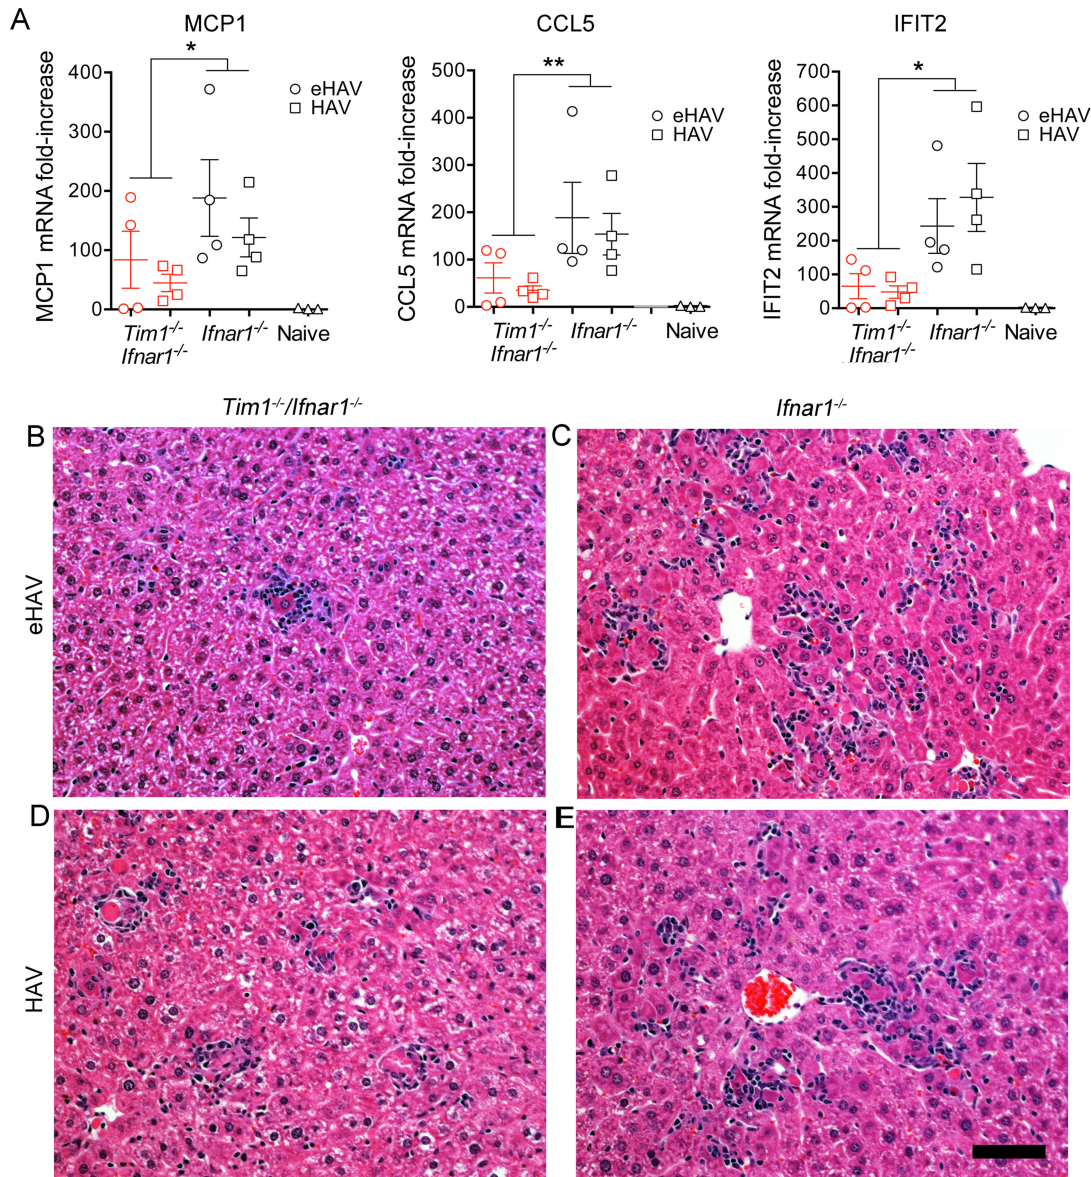 A
MCP1
MCP1 mRNA fold-increase
400
300
200
100
0
*
eHAV
HAV
Tim1-/-
Ifnar1-/-
Ifnar1-/-
Naive
CCL5
CCL5 mRNA fold-increase
500
400
300
200
100
0
**
eHAV
HAV
Tim1-/-
Ifnar1-/-
Ifnar1-/-
Naive
IFIT2
IFIT2 mRNA fold-increase
700
600
500
400
300
200
100
0
*
eHAV
HAV
Tim1-/-
Ifnar1-/-
Ifnar1-/-
Naive
Tim1-/-/Ifnar1-/-
Ifnar1-/-
B
C
eHAV
D
E
HAV